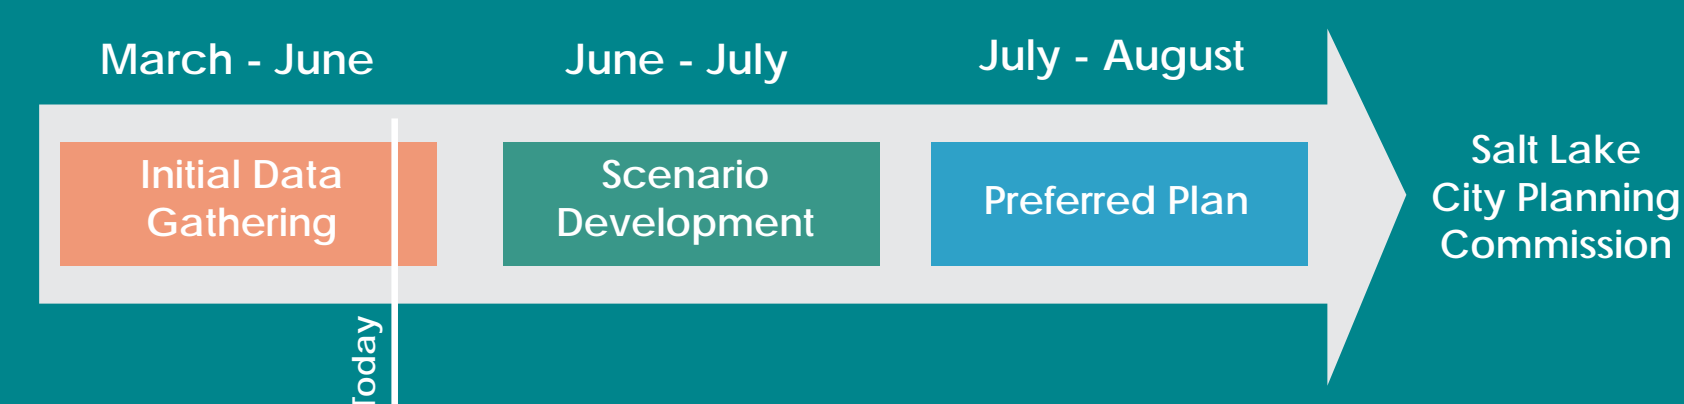 March - June
June - July
July - August
Initial Data
Gathering
Scenario
Development
Preferred Plan
Salt Lake
City Planning
Commission
Today